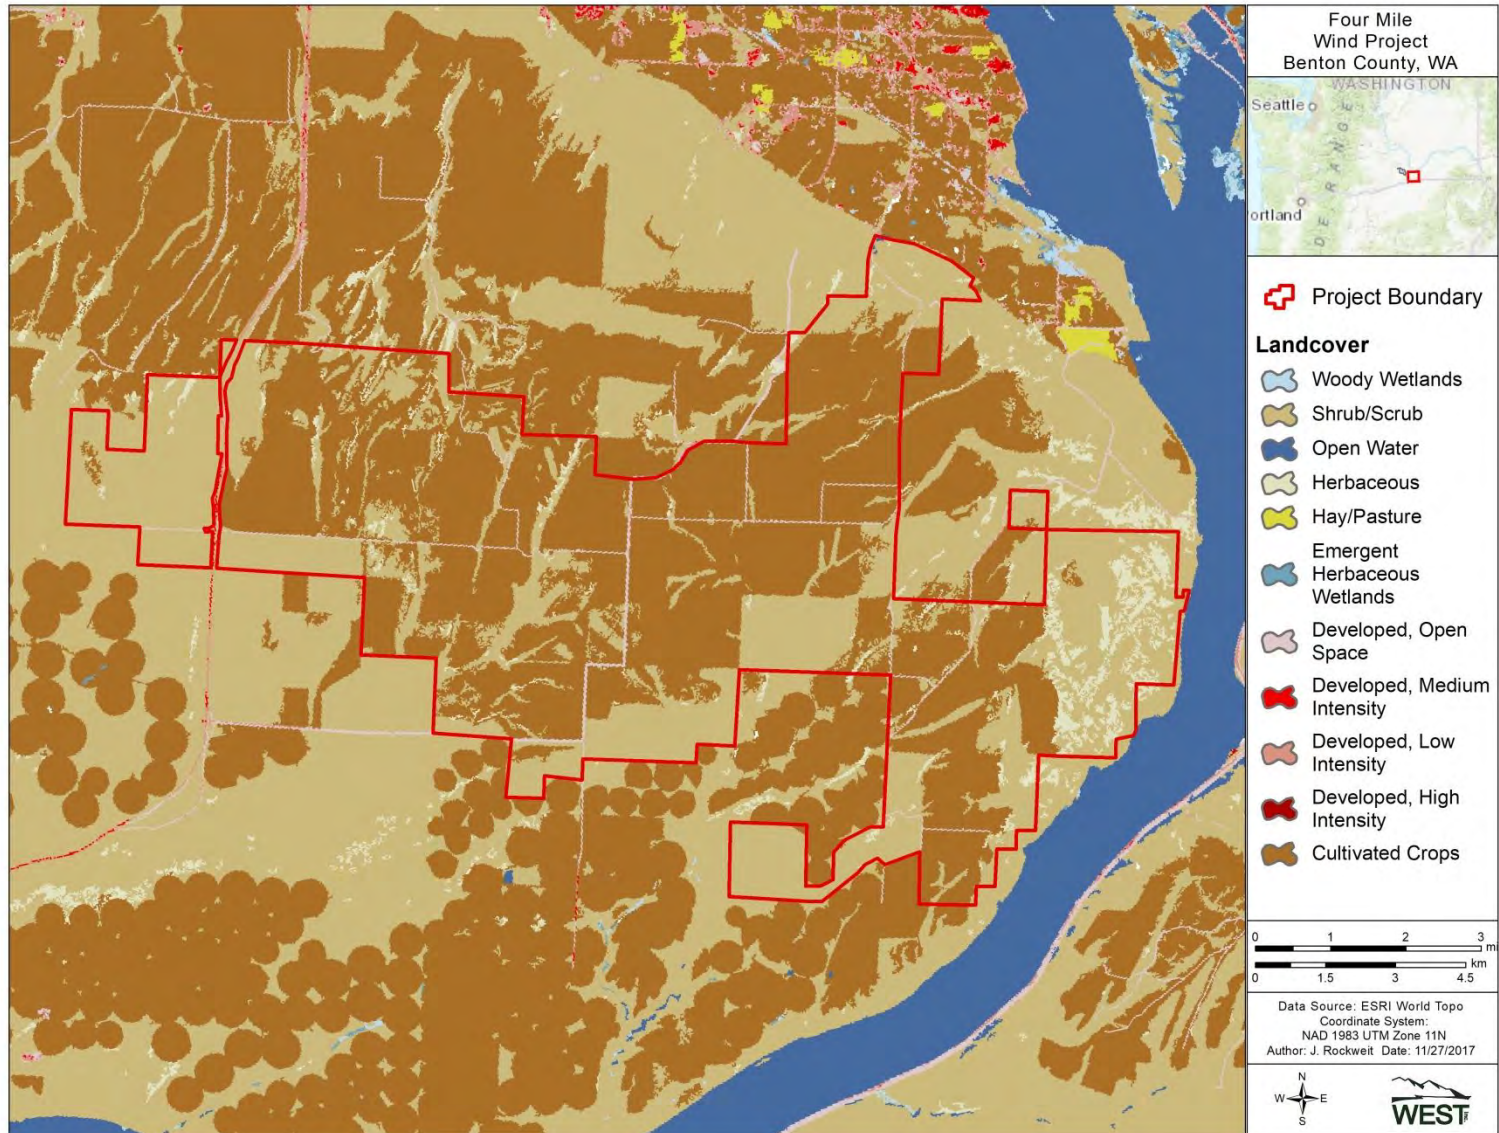 Four Mile
Wind Project
Benton County, WA
WASHINGTON
Seattle
DE RANGE
ortland
Project Boundary
Landcover
Woody Wetlands
Shrub/Scrub
Open Water
Herbaceous
Hay/Pasture
Emergent
Herbaceous
Wetlands
Developed, Open
Space
Developed, Medium
Intensity
Developed, Low
Intensity
Developed, High
Intensity
Cultivated Crops
0 1 2 3
mi
km
0 1.5 3 4.5
Data Source: ESRI World Topo
Coordinate System:
NAD 1983 UTM Zone 11N
Author: J. Rockweit Date: 11/27/2017
N
W E
S
WEST